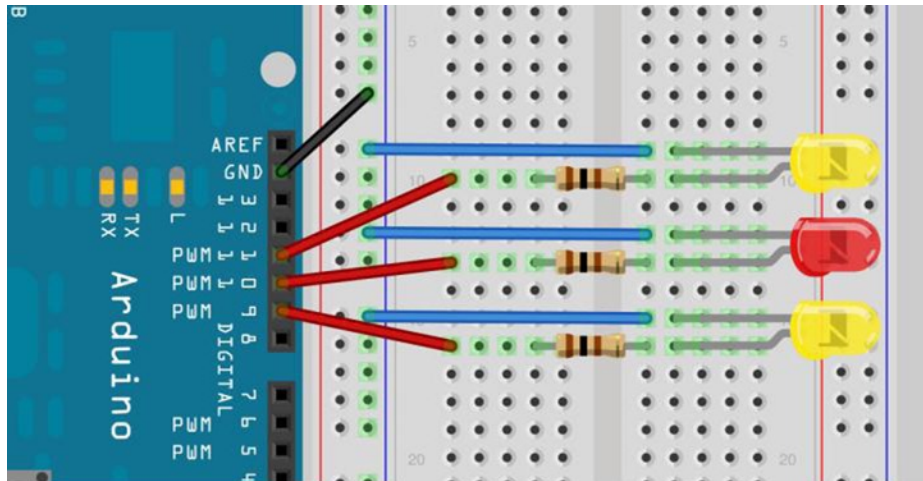 B
AREF
GND
13
12
PWM 11
PWM 10
PWM 9
8
7
PWM 6
PWM 5
4
DIGITAL
Arduino
RX
TX
L
5
5
10
10
20
20